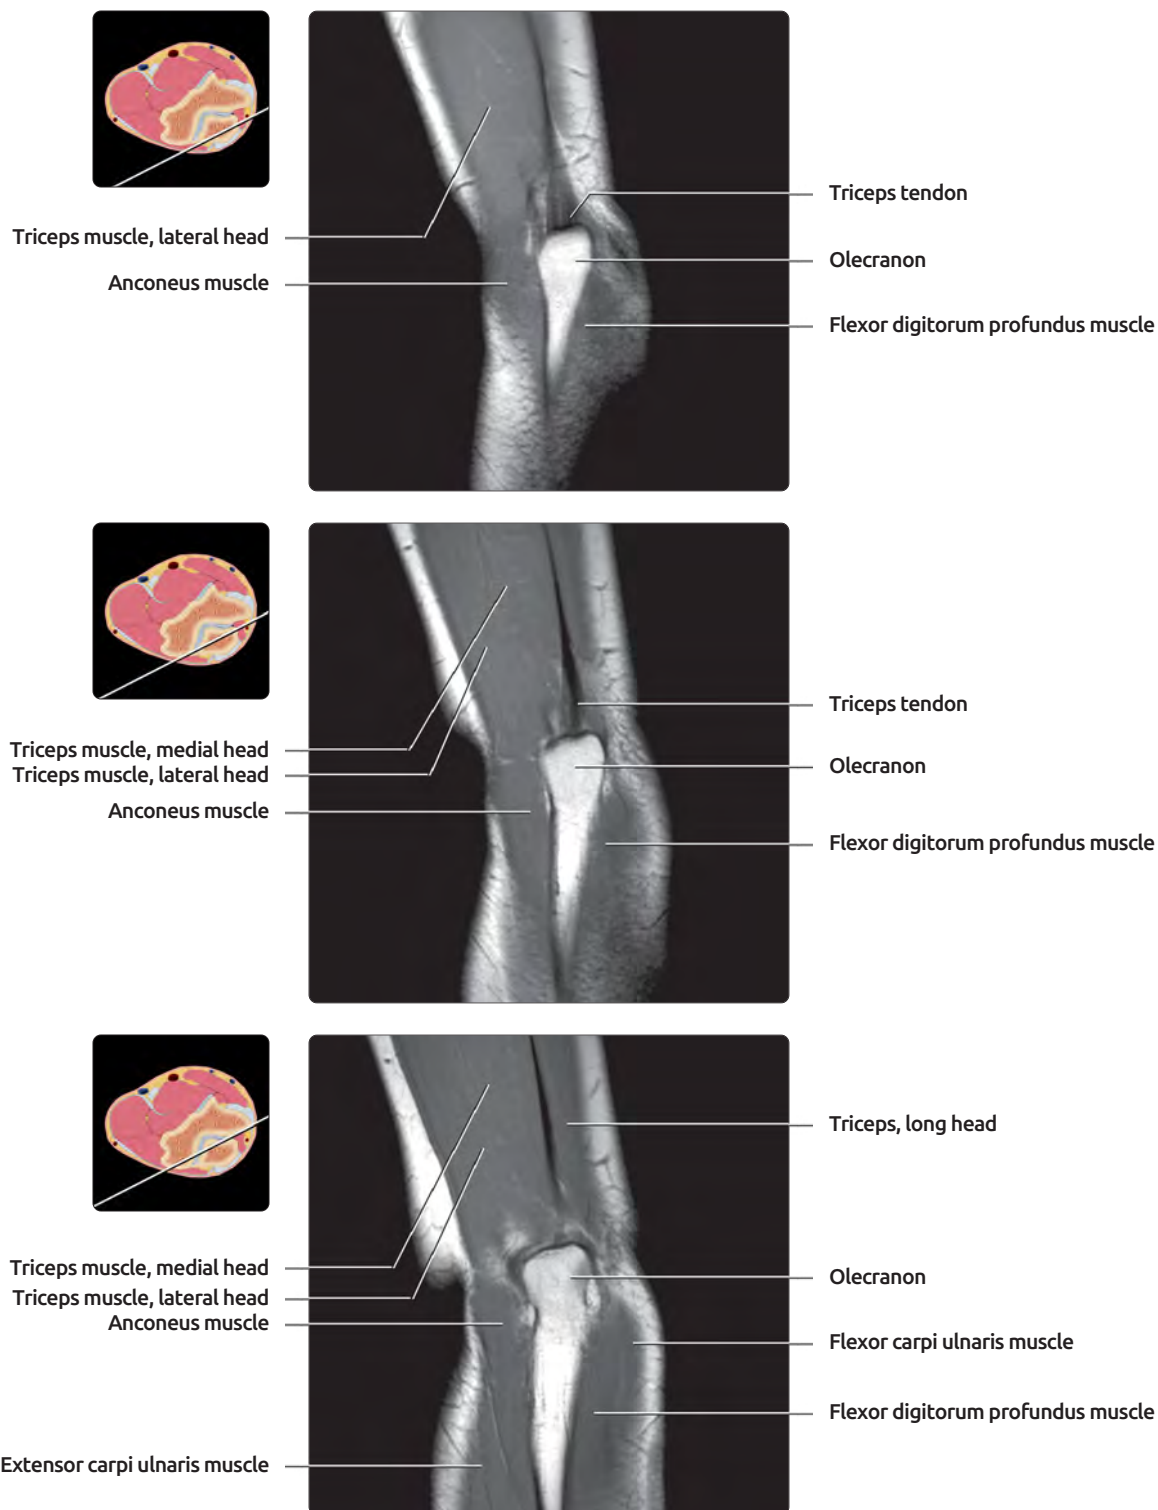 Triceps muscle, lateral head
Anconeus muscle
Triceps tendon
Olecranon
Flexor digitorum profundus muscle
Triceps muscle, medial head
Triceps muscle, lateral head
Anconeus muscle
Triceps tendon
Olecranon
Flexor digitorum profundus muscle
Triceps muscle, medial head
Triceps muscle, lateral head
Anconeus muscle
Extensor carpi ulnaris muscle
Triceps, long head
Olecranon
Flexor carpi ulnaris muscle
Flexor digitorum profundus muscle